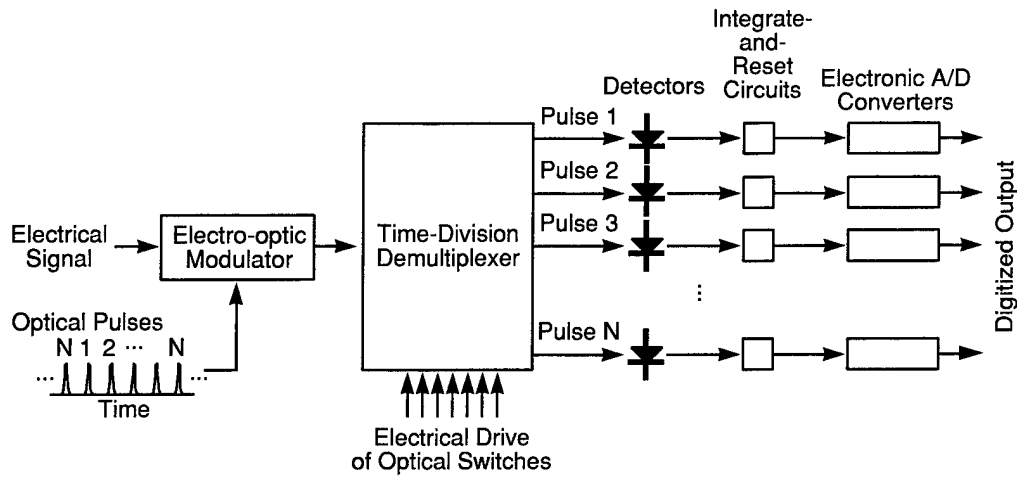 Integrate-
and-
Reset
Circuits
Detectors
Electronic A/D
Converters
Pulse 1
Pulse 2
Pulse 3
Pulse N
Electrical
Signal
Electro-optic
Modulator
Time-Division
Demultiplexer
Optical Pulses
N 1 2 ··· N
··· ···
Time
⋮
Electrical Drive
of Optical Switches
Digitized Output